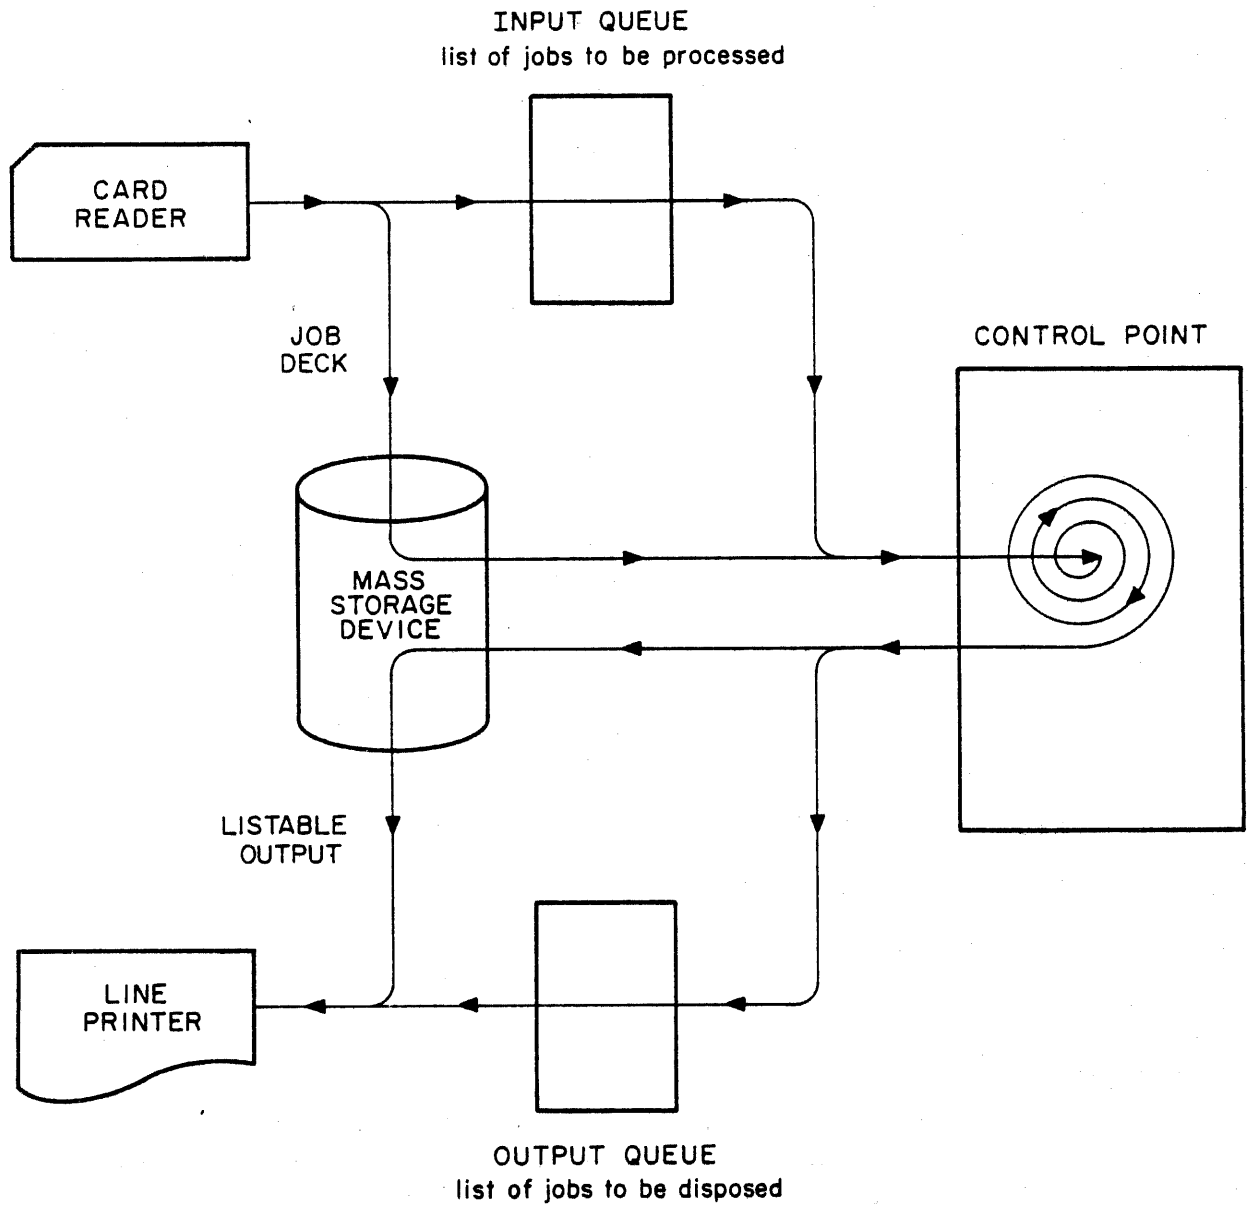 INPUT QUEUE
list of jobs to be processed
CARD
READER
JOB
DECK
CONTROL POINT
MASS
STORAGE
DEVICE
LISTABLE
OUTPUT
LINE
PRINTER
OUTPUT QUEUE
list of jobs to be disposed